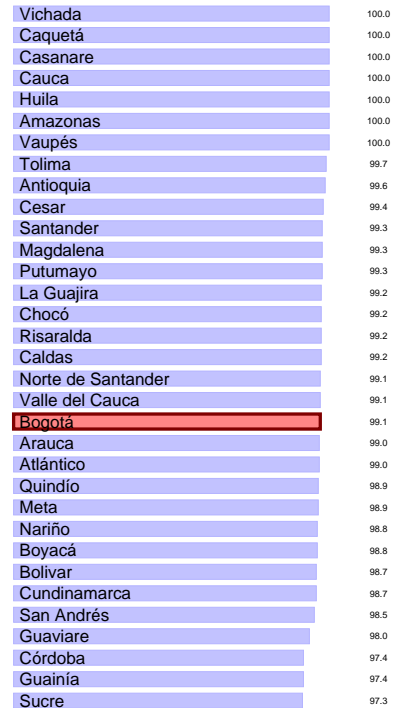 Vichada 100.0
Caquetá 100.0
Casanare 100.0
Cauca 100.0
Huila 100.0
Amazonas 100.0
Vaupés 100.0
Tolima 99.7
Antioquia 99.6
Cesar 99.4
Santander 99.3
Magdalena 99.3
Putumayo 99.3
La Guajira 99.2
Chocó 99.2
Risaralda 99.2
Caldas 99.2
Norte de Santander 99.1
Valle del Cauca 99.1
Bogotá 99.1
Arauca 99.0
Atlántico 99.0
Quindío 98.9
Meta 98.9
Nariño 98.8
Boyacá 98.8
Bolivar 98.7
Cundinamarca 98.7
San Andrés 98.5
Guaviare 98.0
Córdoba 97.4
Guainía 97.4
Sucre 97.3